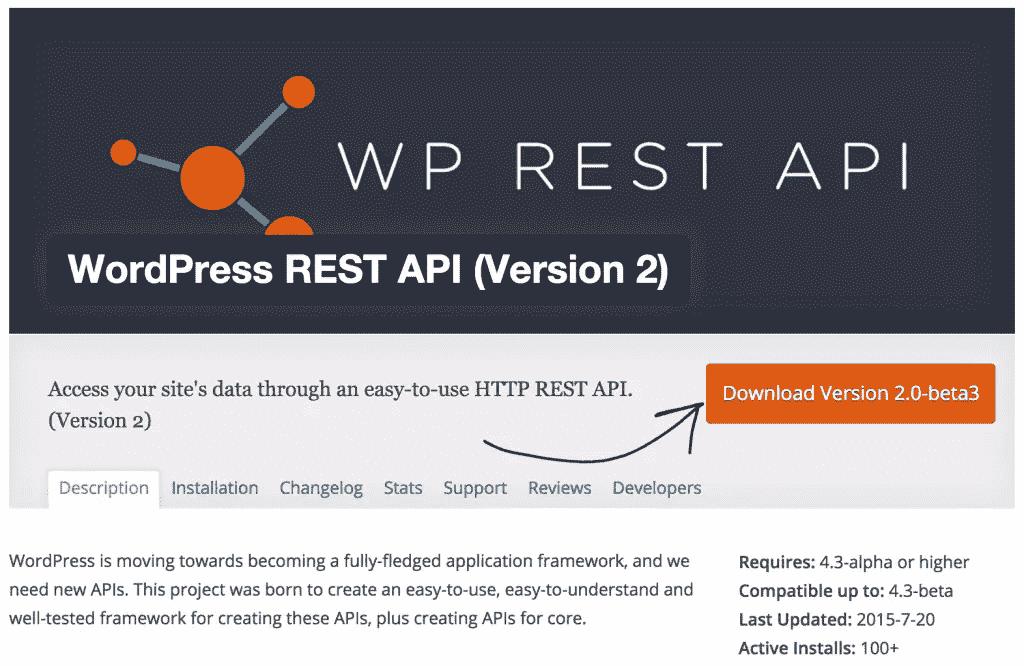 WP REST API
WordPress REST API (Version 2)
Access your site's data through an easy-to-use HTTP REST API.
(Version 2)
Download Version 2.0-beta3
Description Installation Changelog Stats Support Reviews Developers
WordPress is moving towards becoming a fully-fledged application framework, and we
need new APIs. This project was born to create an easy-to-use, easy-to-understand and
well-tested framework for creating these APIs, plus creating APIs for core.
Requires: 4.3-alpha or higher
Compatible up to: 4.3-beta
Last Updated: 2015-7-20
Active Installs: 100+